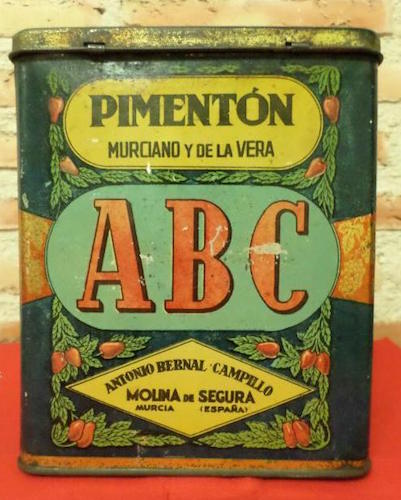 PIMENTÓN
MURCIANO Y DE LA VERA
ABC
ANTONIO BERNAL CAMPILLO
MOLINA DE SEGURA
MURCIA (ESPAÑA)